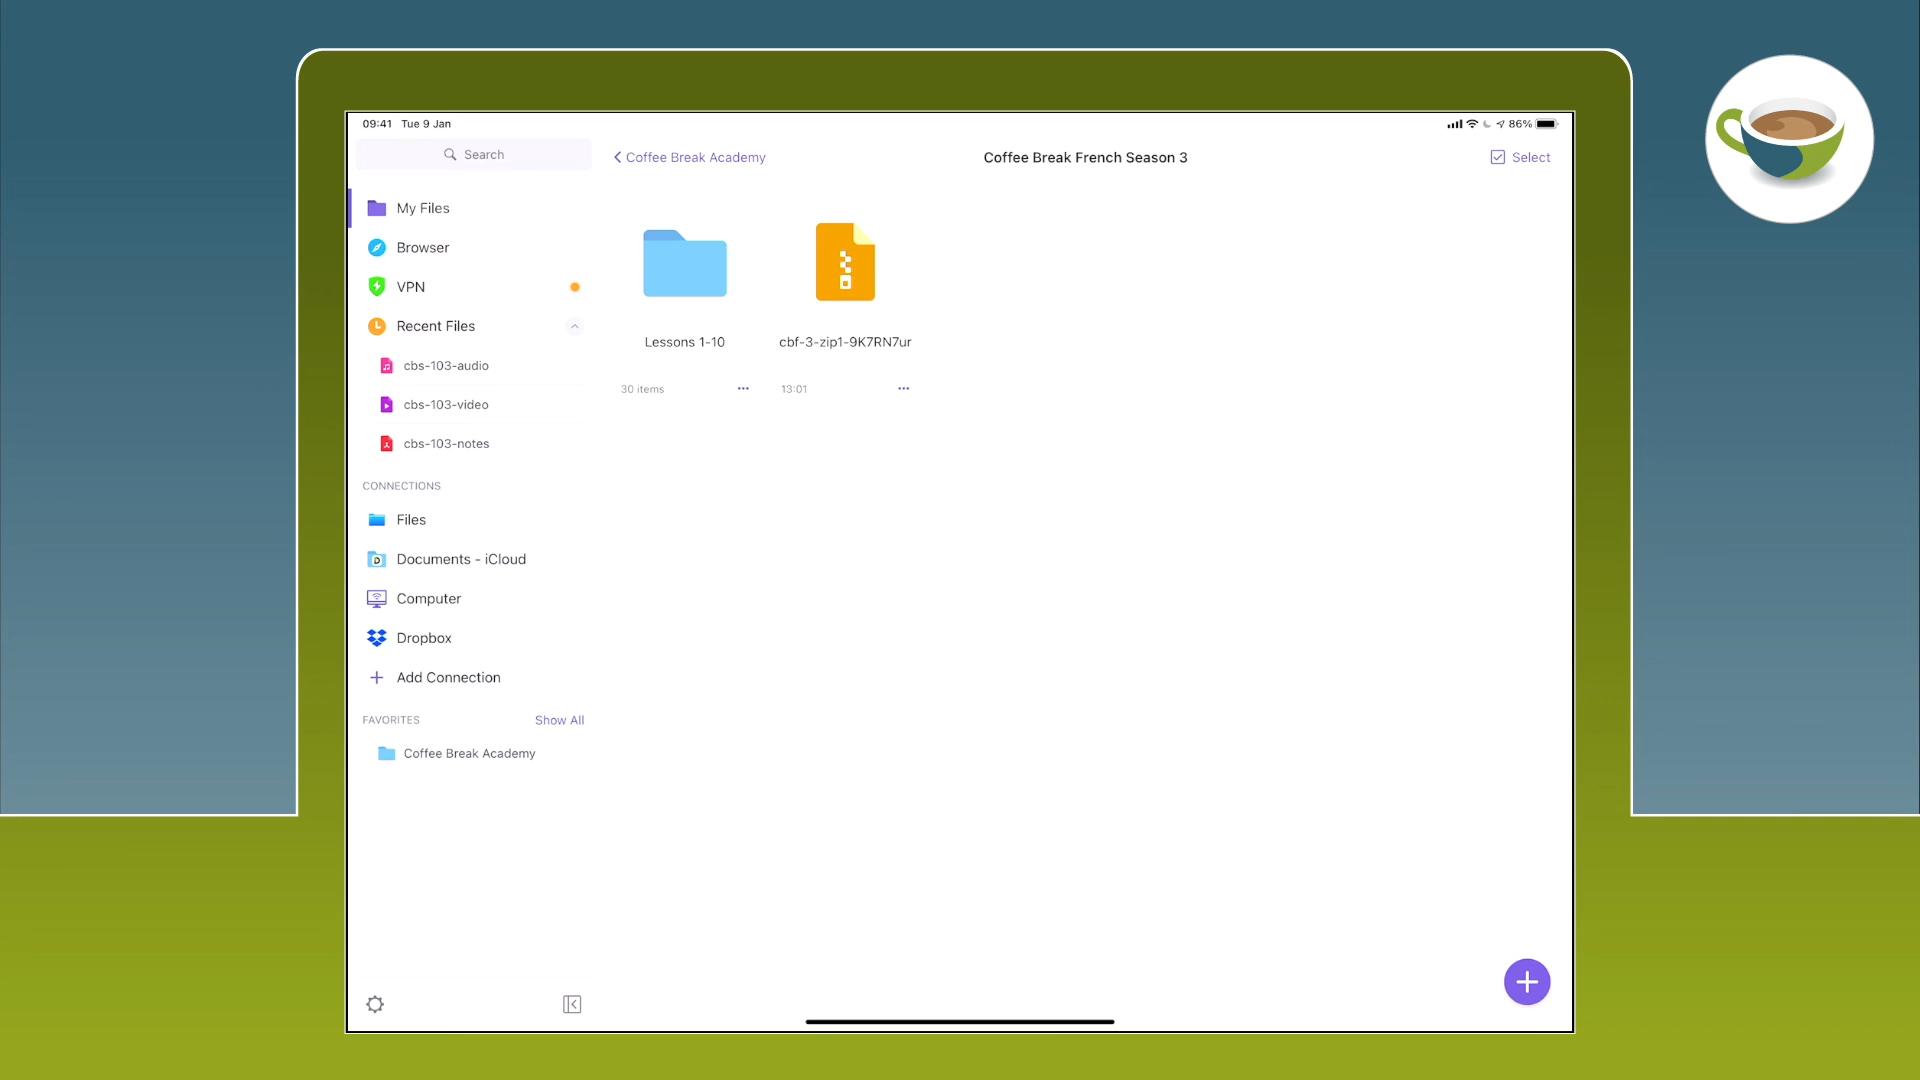 09:41 Tue 9 Jan
86%
Search
Coffee Break Academy
Coffee Break French Season 3
Select
My Files
Browser
VPN
Recent Files
cbs-103-audio
cbs-103-video
cbs-103-notes
CONNECTIONS
Files
Documents - iCloud
Computer
Dropbox
Add Connection
FAVORITES
Show All
Coffee Break Academy
Lessons 1-10
30 items
cbf-3-zip1-9K7RN7ur
13:01